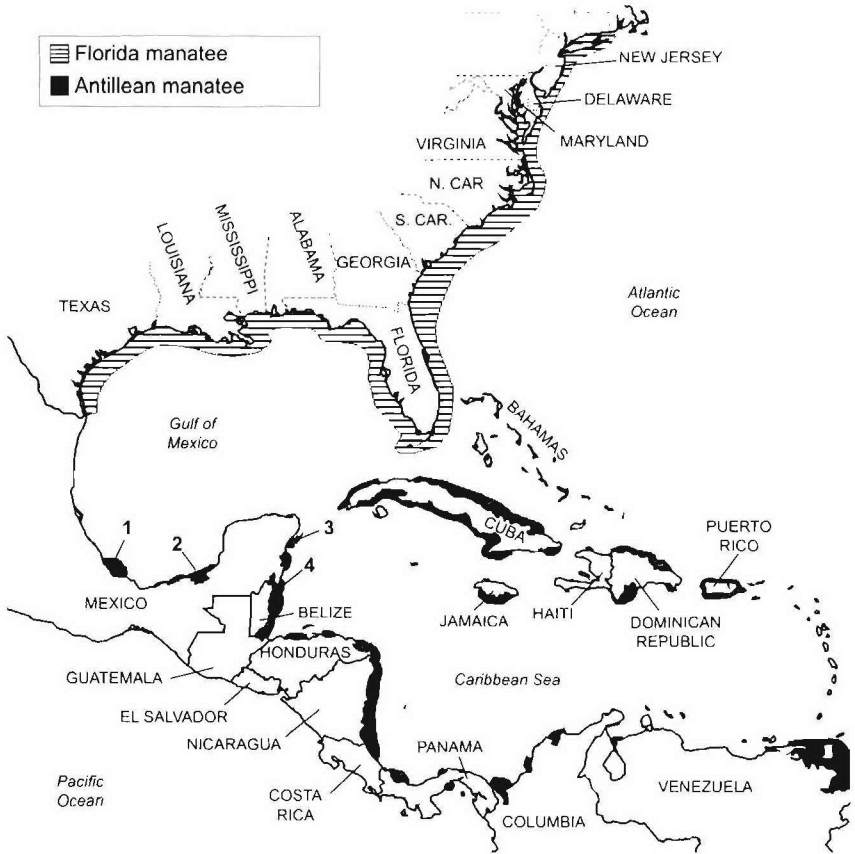 Florida manatee
Antillean manatee
NEW JERSEY
DELAWARE
MARYLAND
VIRGINIA
N. CAR
S. CAR.
GEORGIA
ALABAMA
MISSISSIPPI
LOUISIANA
TEXAS
FLORIDA
Atlantic
Ocean
Gulf of
Mexico
BAHAMAS
1
2
3
4
CUBA
PUERTO
RICO
MEXICO
BELIZE
JAMAICA
HAITI
DOMINICAN
REPUBLIC
HONDURAS
GUATEMALA
Caribbean Sea
EL SALVADOR
NICARAGUA
PANAMA
Pacific
Ocean
COSTA
RICA
COLUMBIA
VENEZUELA